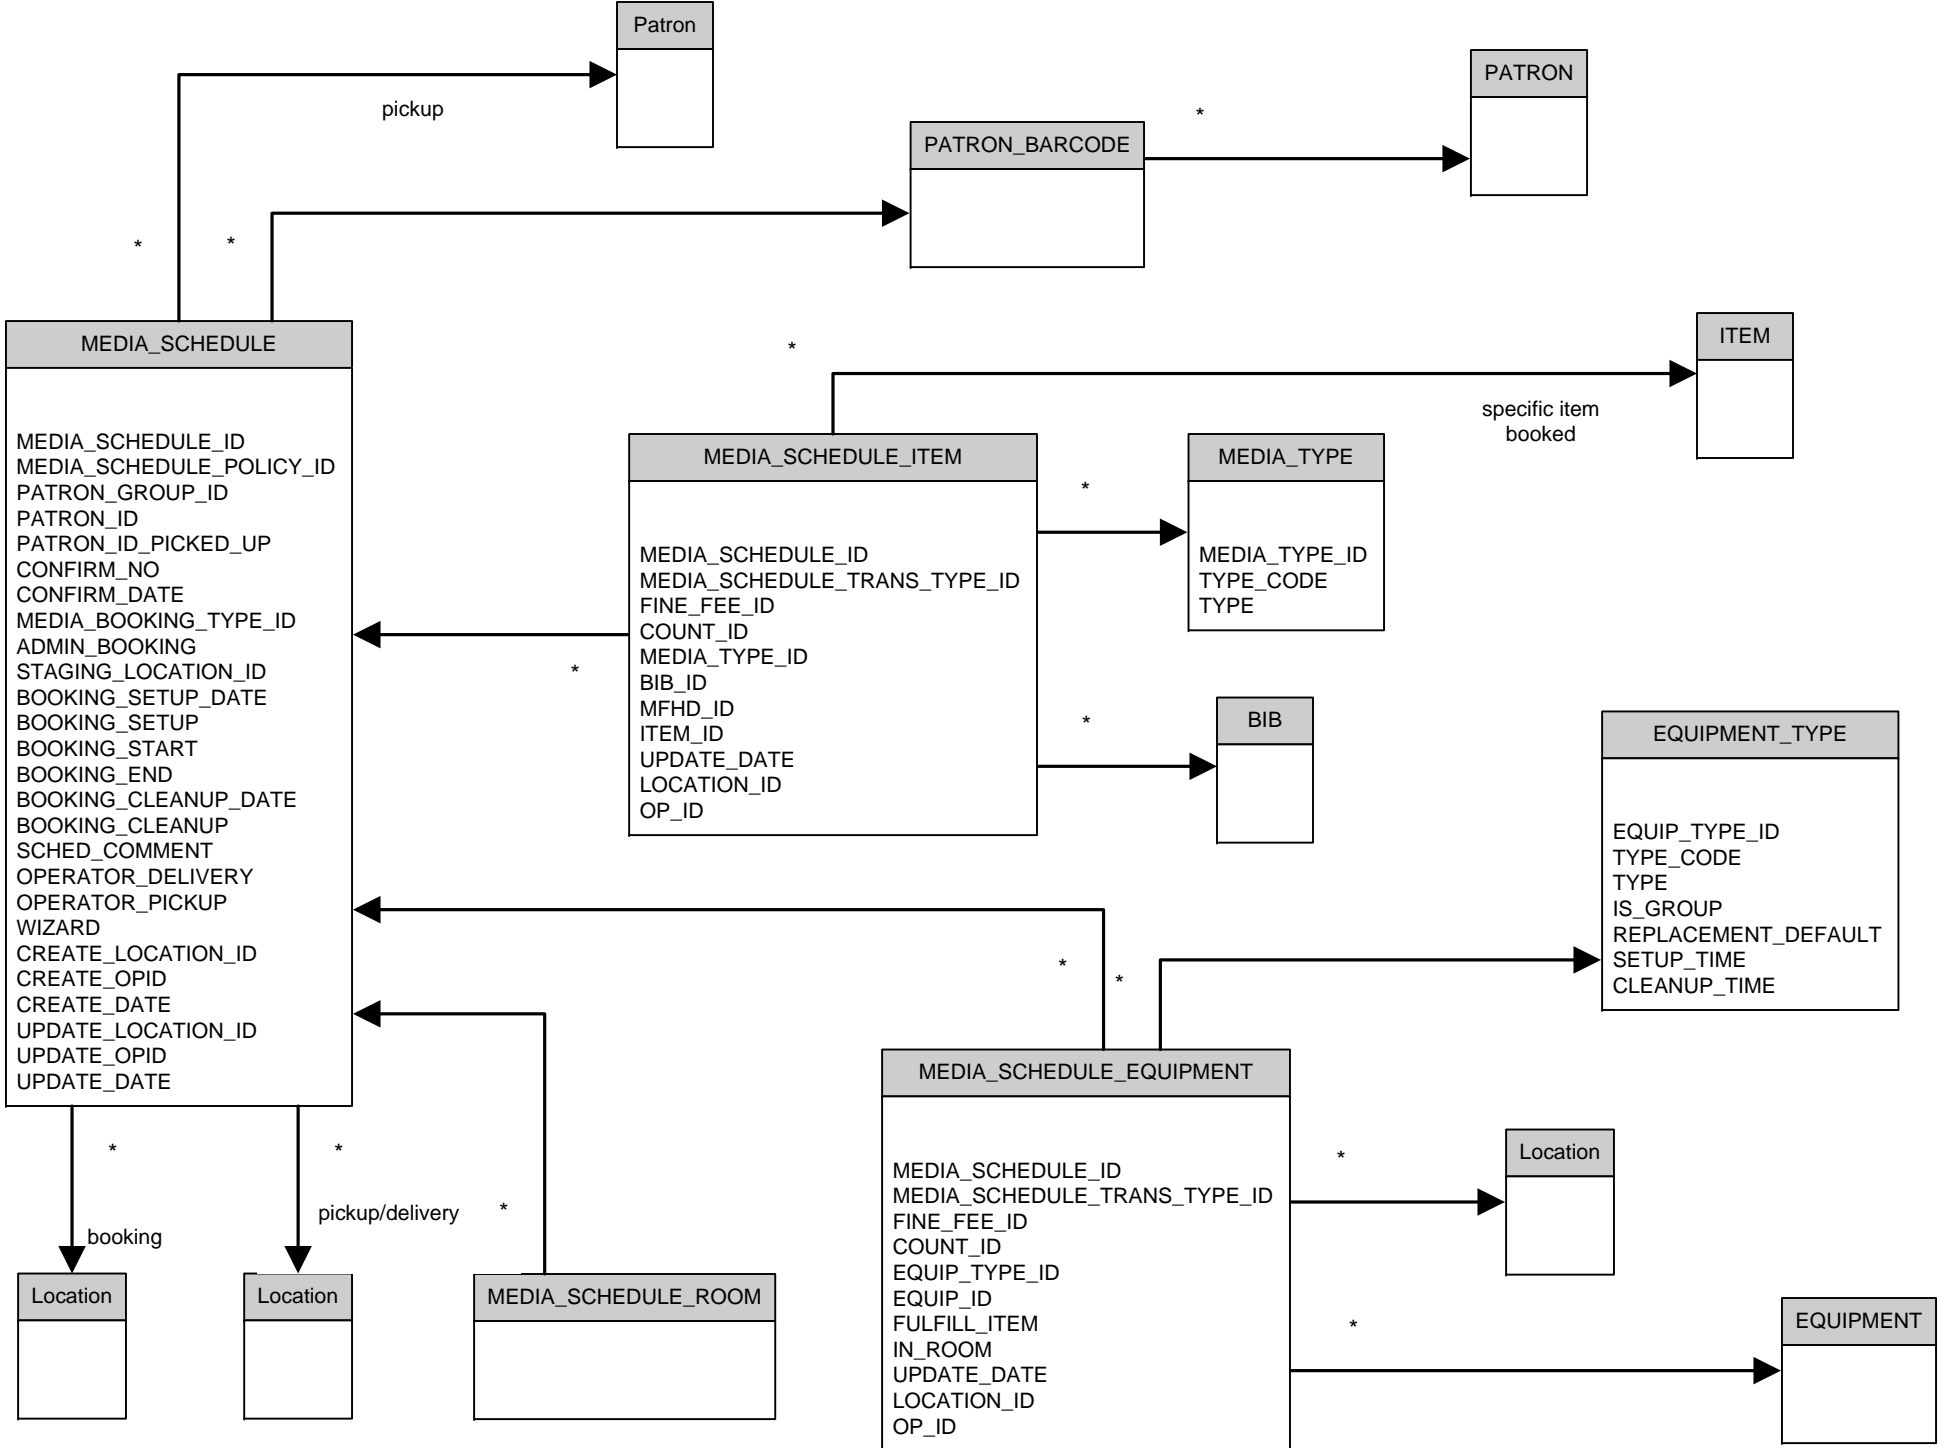 Patron
PATRON
pickup
*
PATRON_BARCODE
*
*
MEDIA_SCHEDULE
MEDIA_SCHEDULE_ID
MEDIA_SCHEDULE_POLICY_ID
PATRON_GROUP_ID
PATRON_ID
PATRON_ID_PICKED_UP
CONFIRM_NO
CONFIRM_DATE
MEDIA_BOOKING_TYPE_ID
ADMIN_BOOKING
STAGING_LOCATION_ID
BOOKING_SETUP_DATE
BOOKING_SETUP
BOOKING_START
BOOKING_END
BOOKING_CLEANUP_DATE
BOOKING_CLEANUP
SCHED_COMMENT
OPERATOR_DELIVERY
OPERATOR_PICKUP
WIZARD
CREATE_LOCATION_ID
CREATE_OPID
CREATE_DATE
UPDATE_LOCATION_ID
UPDATE_OPID
UPDATE_DATE
*
ITEM
specific item
booked
MEDIA_SCHEDULE_ITEM
MEDIA_SCHEDULE_ID
MEDIA_SCHEDULE_TRANS_TYPE_ID
FINE_FEE_ID
COUNT_ID
MEDIA_TYPE_ID
BIB_ID
MFHD_ID
ITEM_ID
UPDATE_DATE
LOCATION_ID
OP_ID
*
*
MEDIA_TYPE
MEDIA_TYPE_ID
TYPE_CODE
TYPE
*
BIB
EQUIPMENT_TYPE
EQUIP_TYPE_ID
TYPE_CODE
TYPE
IS_GROUP
REPLACEMENT_DEFAULT
SETUP_TIME
CLEANUP_TIME
*
*
MEDIA_SCHEDULE_EQUIPMENT
MEDIA_SCHEDULE_ID
MEDIA_SCHEDULE_TRANS_TYPE_ID
FINE_FEE_ID
COUNT_ID
EQUIP_TYPE_ID
EQUIP_ID
FULFILL_ITEM
IN_ROOM
UPDATE_DATE
LOCATION_ID
OP_ID
*
Location
*
EQUIPMENT
*
booking
Location
*
pickup/delivery
Location
*
MEDIA_SCHEDULE_ROOM